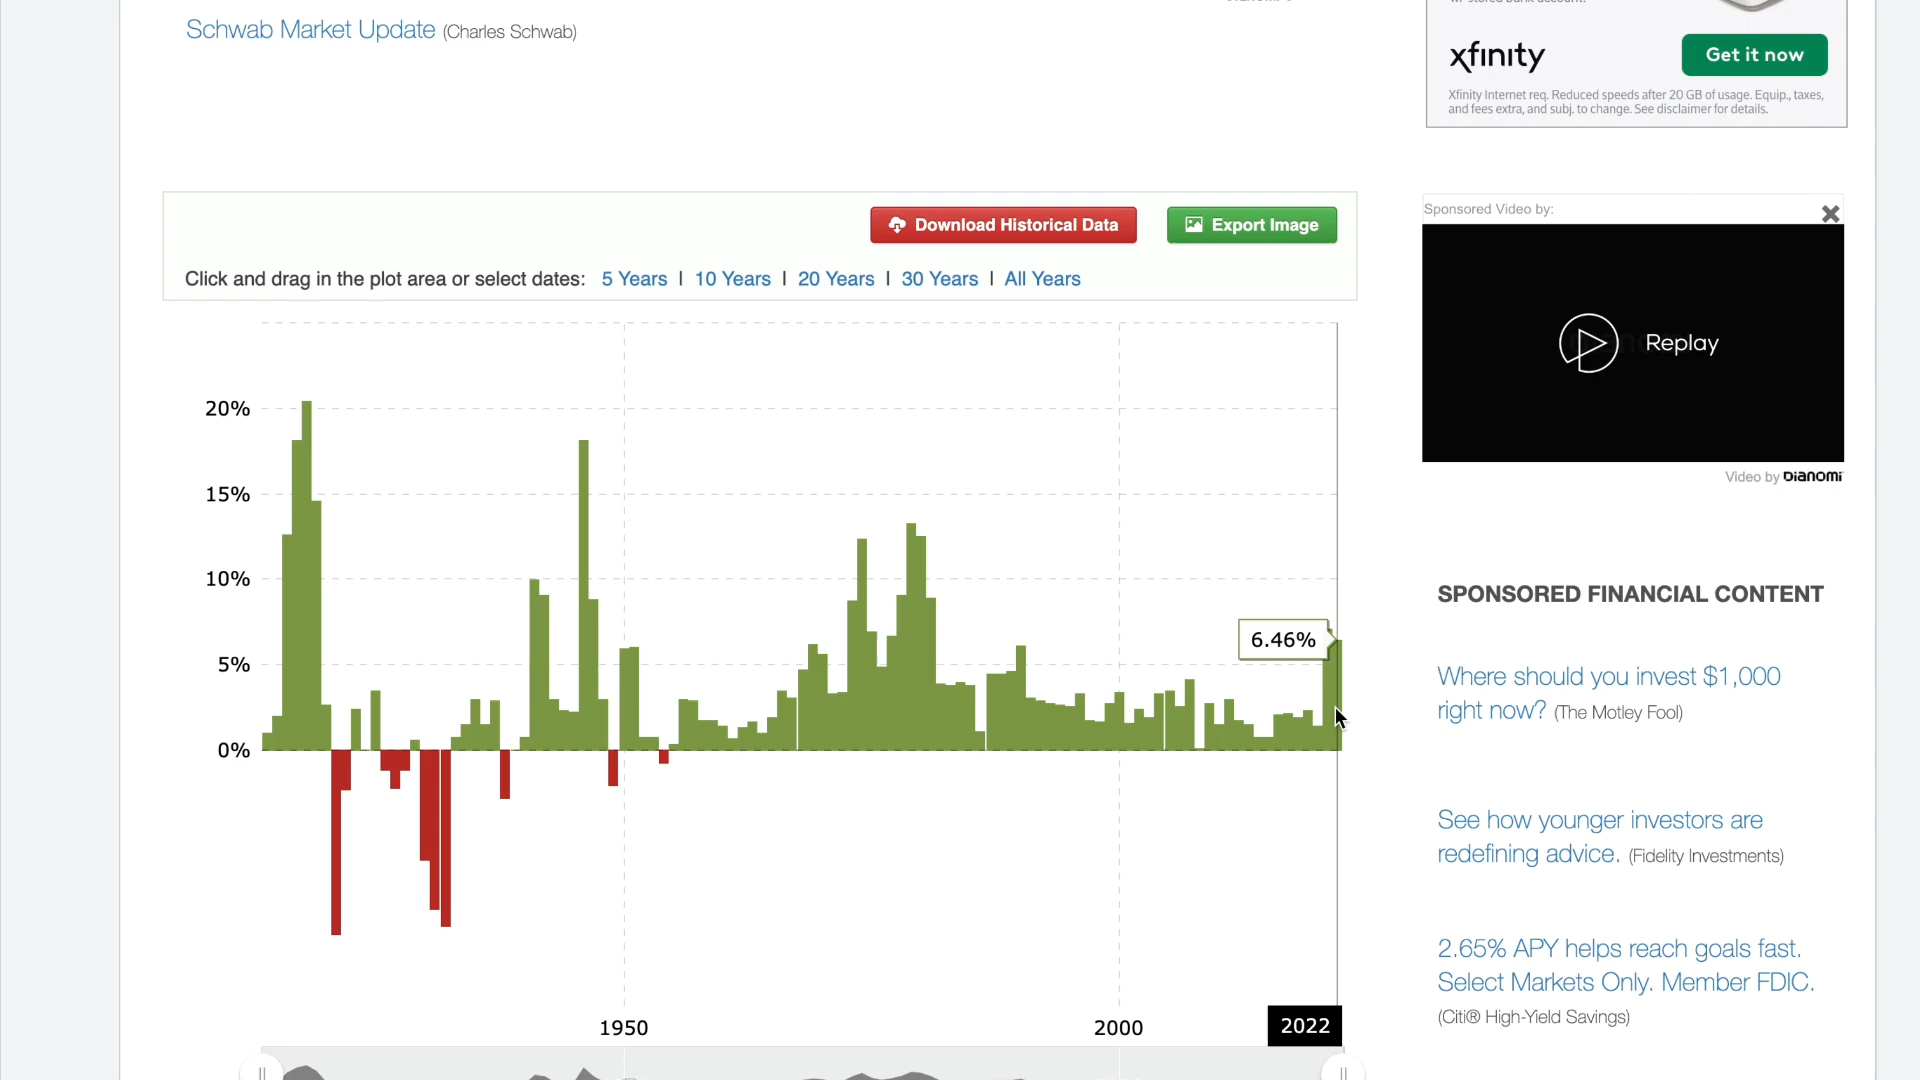 Schwab Market Update (Charles Schwab)
xfinity
Get it now
Xfinity Internet req. Reduced speeds after 20 GB of usage. Equip., taxes,
and fees extra, and subj. to change. See disclaimer for details.
Download Historical Data
Export Image
Click and drag in the plot area or select dates: 5 Years | 10 Years | 20 Years | 30 Years | All Years
20%
15%
10%
5%
0%
6.46%
1950
2000
2022
Sponsored Video by:
Replay
Video by DIANOMI
SPONSORED FINANCIAL CONTENT
Where should you invest $1,000
right now? (The Motley Fool)
See how younger investors are
redefining advice. (Fidelity Investments)
2.65% APY helps reach goals fast.
Select Markets Only. Member FDIC.
(Citi® High-Yield Savings)